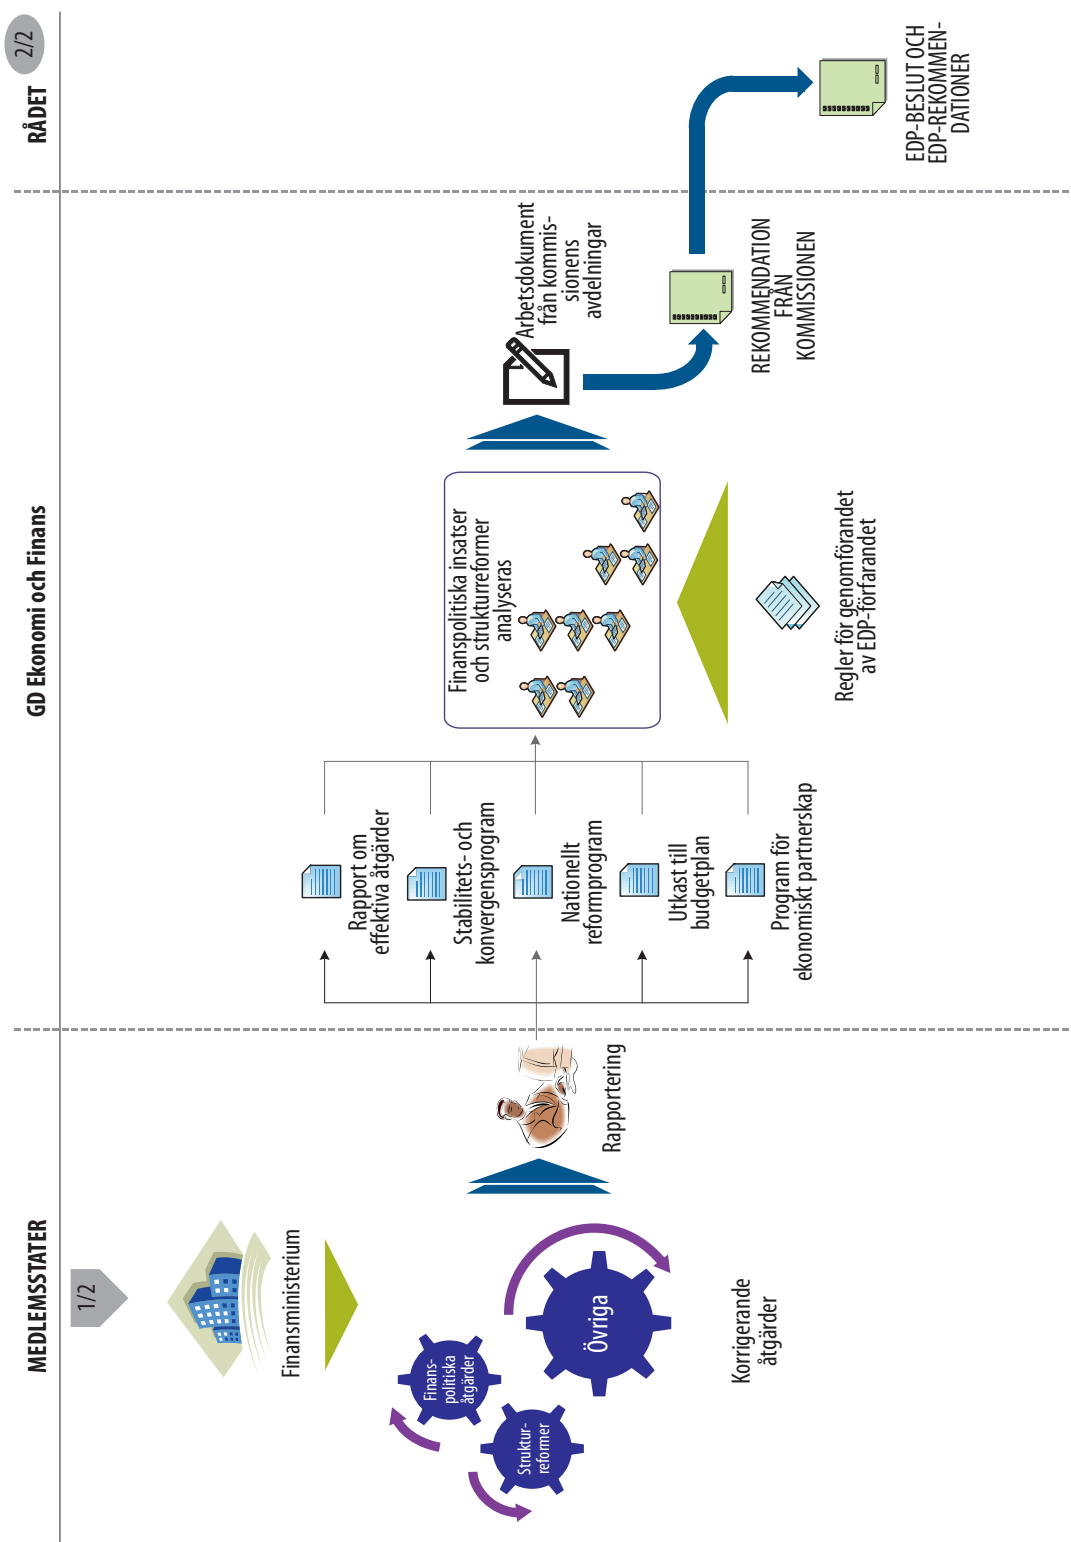 MEDLEMSSTATER
GD Ekonomi och Finans
RÅDET
2/2
1/2
Finansministerium
Finans-
politiska
åtgärder
Struktur-
reformer
Övriga
Korrigerande
åtgärder
Rapportering
Rapport om
effektiva åtgärder
Stabilitets- och
konvergensprogram
Nationellt
reformprogram
Utkast till
budgetplan
Program för
ekonomiskt partnerskap
Finanspolitiska insatser
och strukturreformer
analyseras
Regler för genomförandet
av EDP-förfarandet
Arbetsdokument
från kommis-
sionens
avdelningar
REKOMMENDATION
FRÅN
KOMMISSIONEN
EDP-BESLUT OCH
EDP-REKOMMEN-
DATIONER